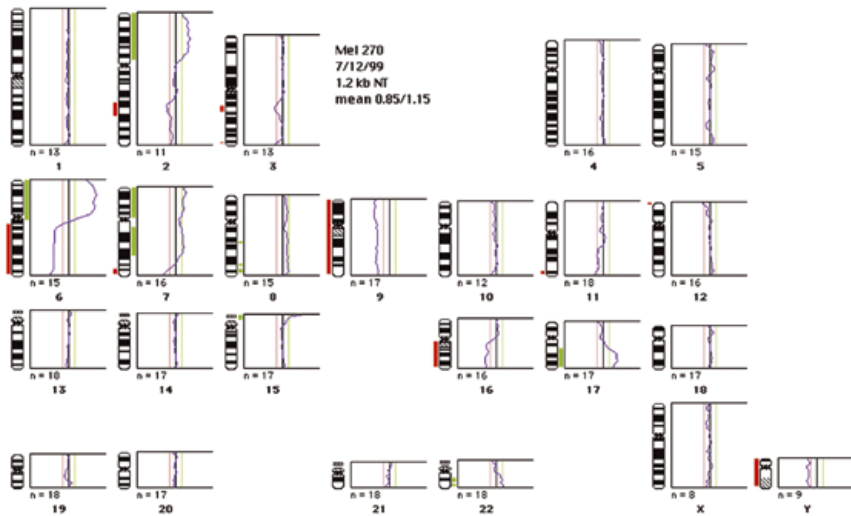 Mel 270
7/12/99
1.2 kb NT
mean 0.85/1.15
n = 13
1
n = 11
2
n = 13
3
n = 16
4
n = 15
5
n = 15
6
n = 16
7
n = 15
8
n = 17
9
n = 12
10
n = 18
11
n = 16
12
n = 18
13
n = 17
14
n = 17
15
n = 16
16
n = 17
17
n = 17
18
n = 18
19
n = 17
20
n = 18
21
n = 18
22
n = 8
X
n = 9
Y